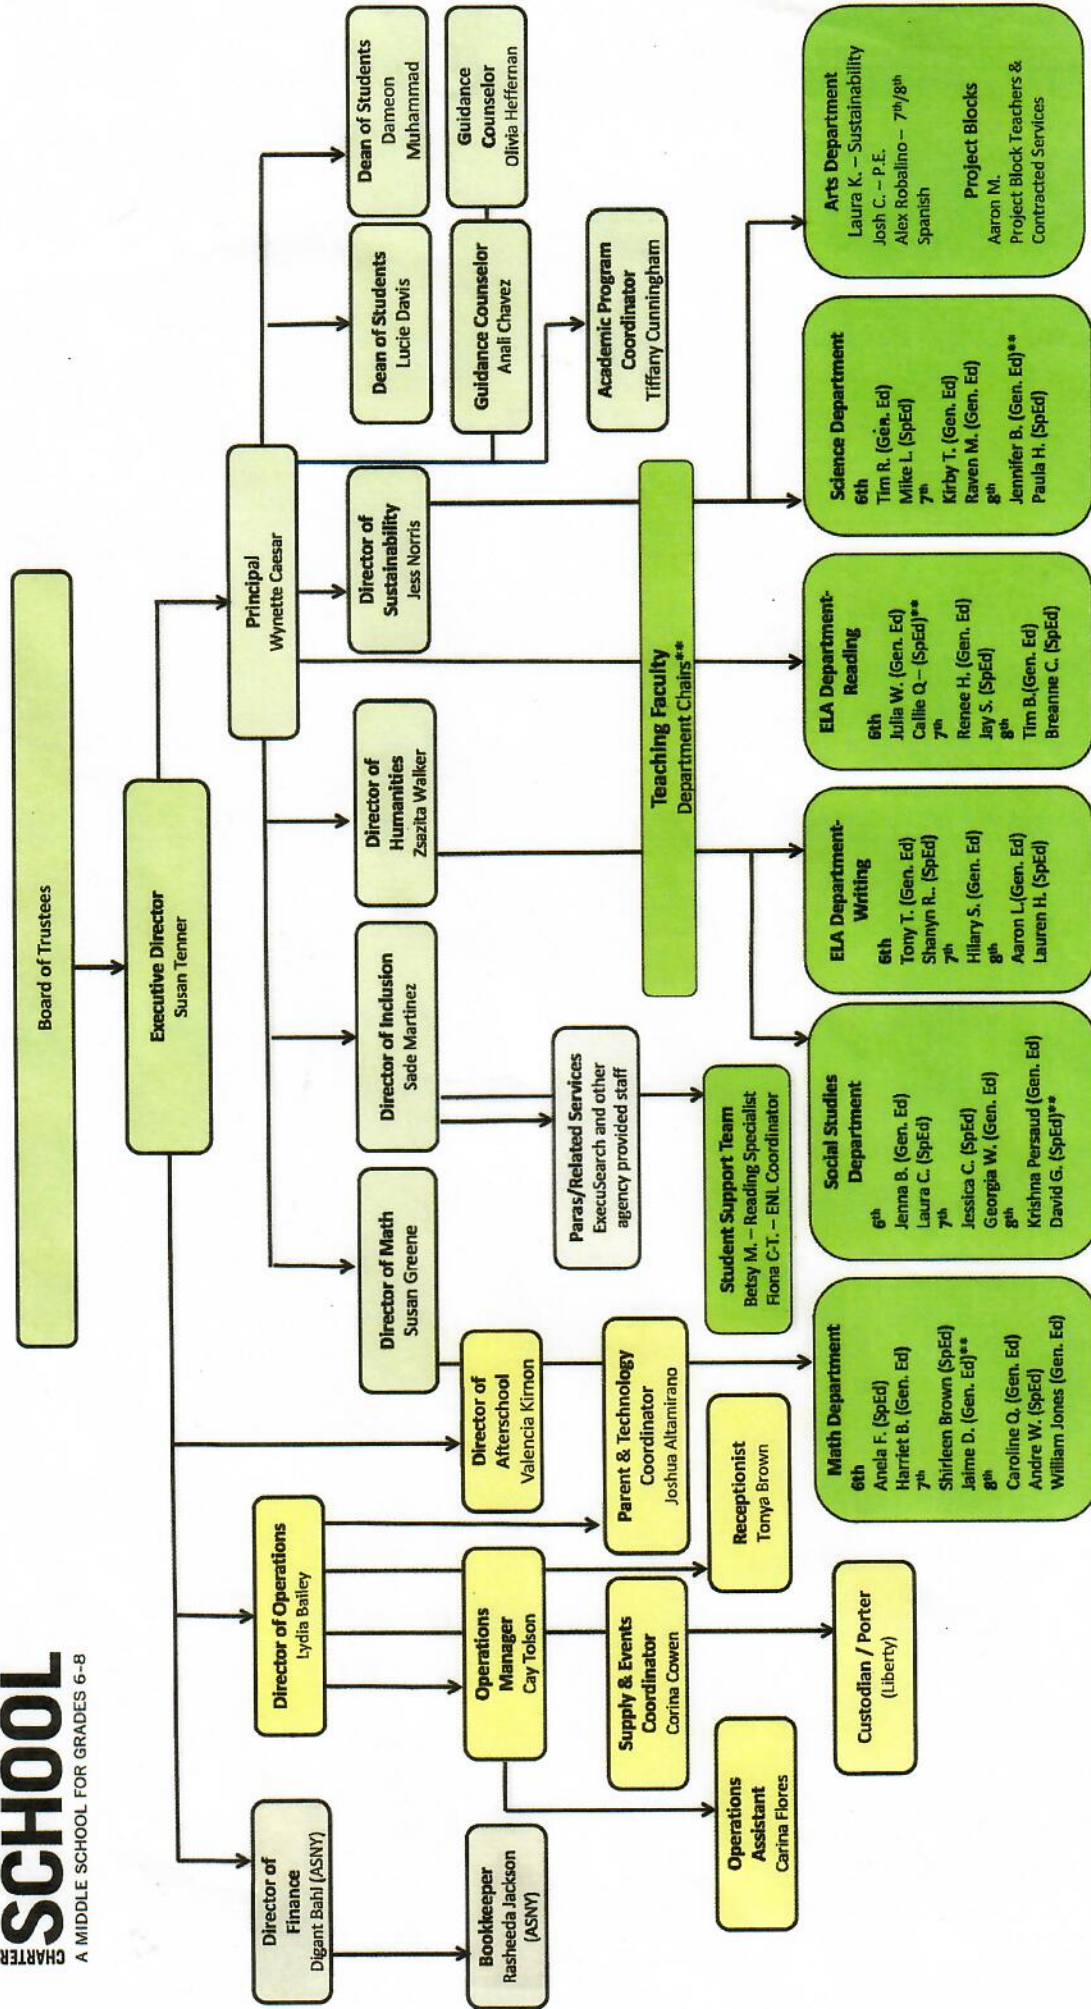 CHARTER
SCHOOL
A MIDDLE SCHOOL FOR GRADES 6-8
Board of Trustees
Executive Director
Susan Tenner
Director of
Finance
Digant Bahl (ASNY)
Director of Operations
Lydia Bailey
Principal
Wynette Caesar
Director of Math
Susan Greene
Director of Inclusion
Sade Martinez
Director of
Humanities
Zsazita Walker
Director of
Sustainability
Jess Norris
Dean of Students
Lucie Davis
Dean of Students
Dameon
Muhammad
Bookkeeper
Rasheeda Jackson
(ASNY)
Operations
Manager
Cay Tolson
Director of
Afterschool
Valencia Kirnon
Guidance Counselor
Anali Chavez
Guidance
Counselor
Olivia Heffernan
Paras/Related Services
ExecuSearch and other
agency provided staff
Academic Program
Coordinator
Tiffany Cunningham
Supply & Events
Coordinator
Corina Cowen
Parent & Technology
Coordinator
Joshua Altamirano
Teaching Faculty
Department Chairs**
Operations
Assistant
Carina Flores
Receptionist
Tonya Brown
Student Support Team
Betsy M. – Reading Specialist
Fiona C-T. – ENL Coordinator
Custodian / Porter
(Liberty)
Math Department
6th
Anela F. (SpEd)
Harriet B. (Gen. Ed)
7th
Shirleen Brown (SpEd)
Jaime D. (Gen. Ed)**
8th
Caroline Q. (Gen. Ed)
Andre W. (SpEd)
William Jones (Gen. Ed)
Social Studies
Department
6th
Jenna B. (Gen. Ed)
Laura C. (SpEd)
7th
Jessica C. (SpEd)
Georgia W. (Gen. Ed)
8th
Krishna Persaud (Gen. Ed)
David G. (SpEd)**
ELA Department-
Writing
6th
Tony T. (Gen. Ed)
Shanyn R.. (SpEd)
7th
Hilary S. (Gen. Ed)
8th
Aaron L.(Gen. Ed)
Lauren H. (SpEd)
ELA Department-
Reading
6th
Julia W. (Gen. Ed)
Callie Q – (SpEd)**
7th
Renee H. (Gen. Ed)
Jay S. (SpEd)
8th
Tim B.(Gen. Ed)
Breanne C. (SpEd)
Science Department
6th
Tim R. (Gen. Ed)
Mike L. (SpEd)
7th
Kirby T. (Gen. Ed)
Raven M. (Gen. Ed)
8th
Jennifer B. (Gen. Ed)**
Paula H. (SpEd)
Arts Department
Laura K. – Sustainability
Josh C. – P.E.
Alex Robalino – 7th/8th
Spanish
Project Blocks
Aaron M.
Project Block Teachers &
Contracted Services